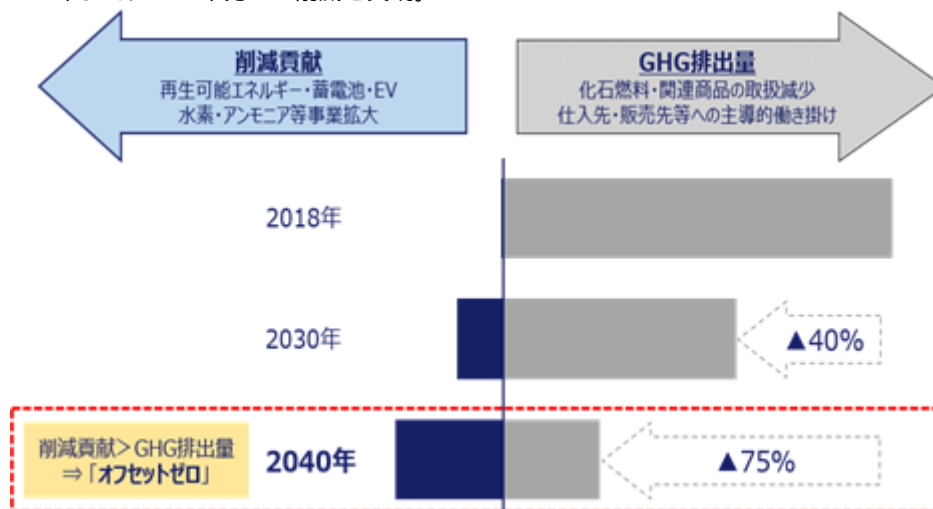 削減貢献
再生可能エネルギー・蓄電池・EV
水素・アンモニア等事業拡大
GHG排出量
化石燃料・関連商品の取扱減少
仕入先・販売先等への主導的働き掛け
2018年
2030年
▲40%
削減貢献＞GHG排出量
⇒「オフセットゼロ」
2040年
▲75%